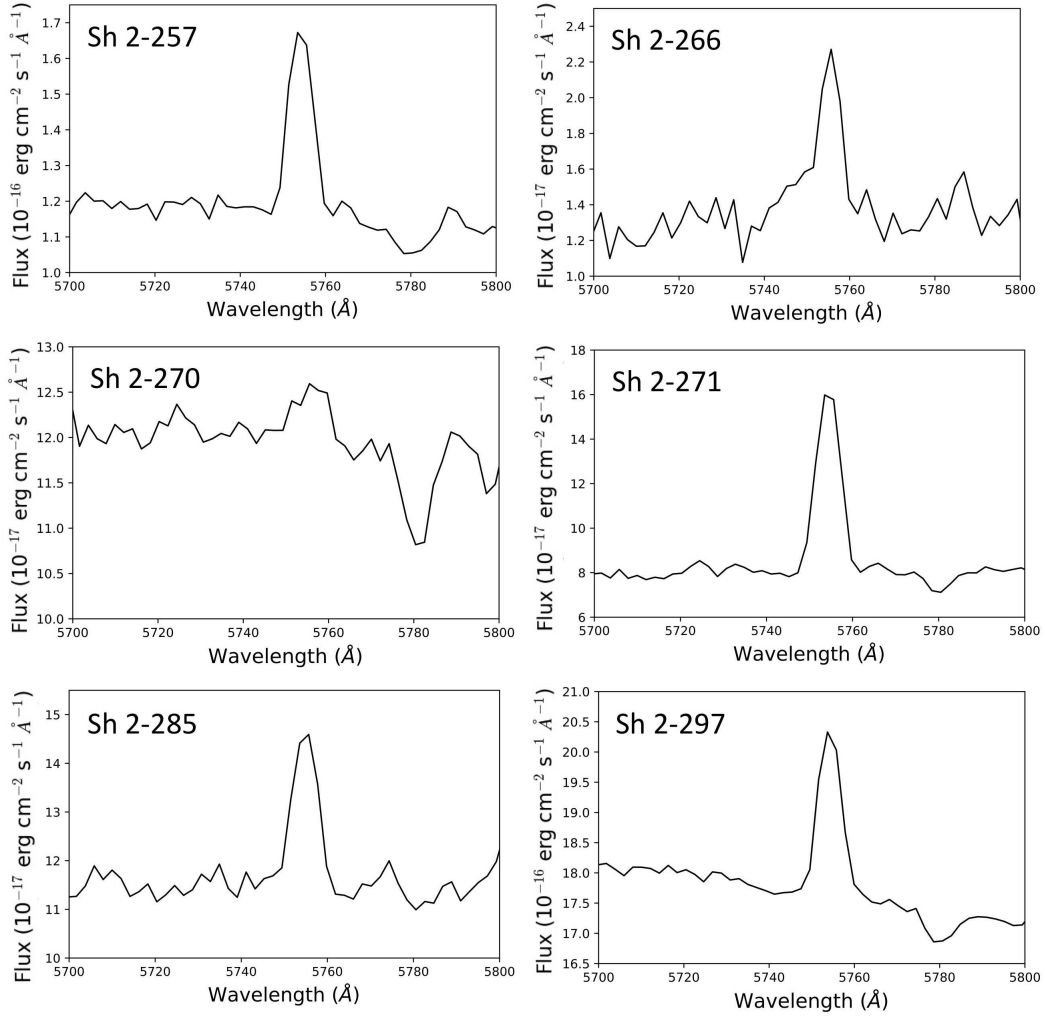 Sh 2-257
Flux (10⁻¹⁶ erg cm⁻² s⁻¹ Å⁻¹)
1.7
1.6
1.5
1.4
1.3
1.2
1.1
1.0
5700 5720 5740 5760 5780 5800
Wavelength (Å)
Sh 2-266
Flux (10⁻¹⁷ erg cm⁻² s⁻¹ Å⁻¹)
2.4
2.2
2.0
1.8
1.6
1.4
1.2
1.0
5700 5720 5740 5760 5780 5800
Wavelength (Å)
Sh 2-270
Flux (10⁻¹⁷ erg cm⁻² s⁻¹ Å⁻¹)
13.0
12.5
12.0
11.5
11.0
10.5
10.0
5700 5720 5740 5760 5780 5800
Wavelength (Å)
Sh 2-271
Flux (10⁻¹⁷ erg cm⁻² s⁻¹ Å⁻¹)
18
16
14
12
10
8
6
5700 5720 5740 5760 5780 5800
Wavelength (Å)
Sh 2-285
Flux (10⁻¹⁷ erg cm⁻² s⁻¹ Å⁻¹)
15
14
13
12
11
10
5700 5720 5740 5760 5780 5800
Wavelength (Å)
Sh 2-297
Flux (10⁻¹⁶ erg cm⁻² s⁻¹ Å⁻¹)
21.0
20.5
20.0
19.5
19.0
18.5
18.0
17.5
17.0
16.5
5700 5720 5740 5760 5780 5800
Wavelength (Å)